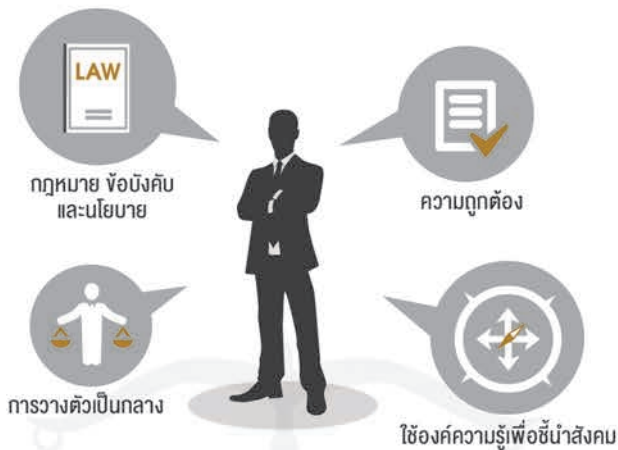 LAW
กฎหมาย ข้อบังคับ
และนโยบาย
ความถูกต้อง
การวางตัวเป็นกลาง
ใช้องค์ความรู้เพื่อชี้นำสังคม